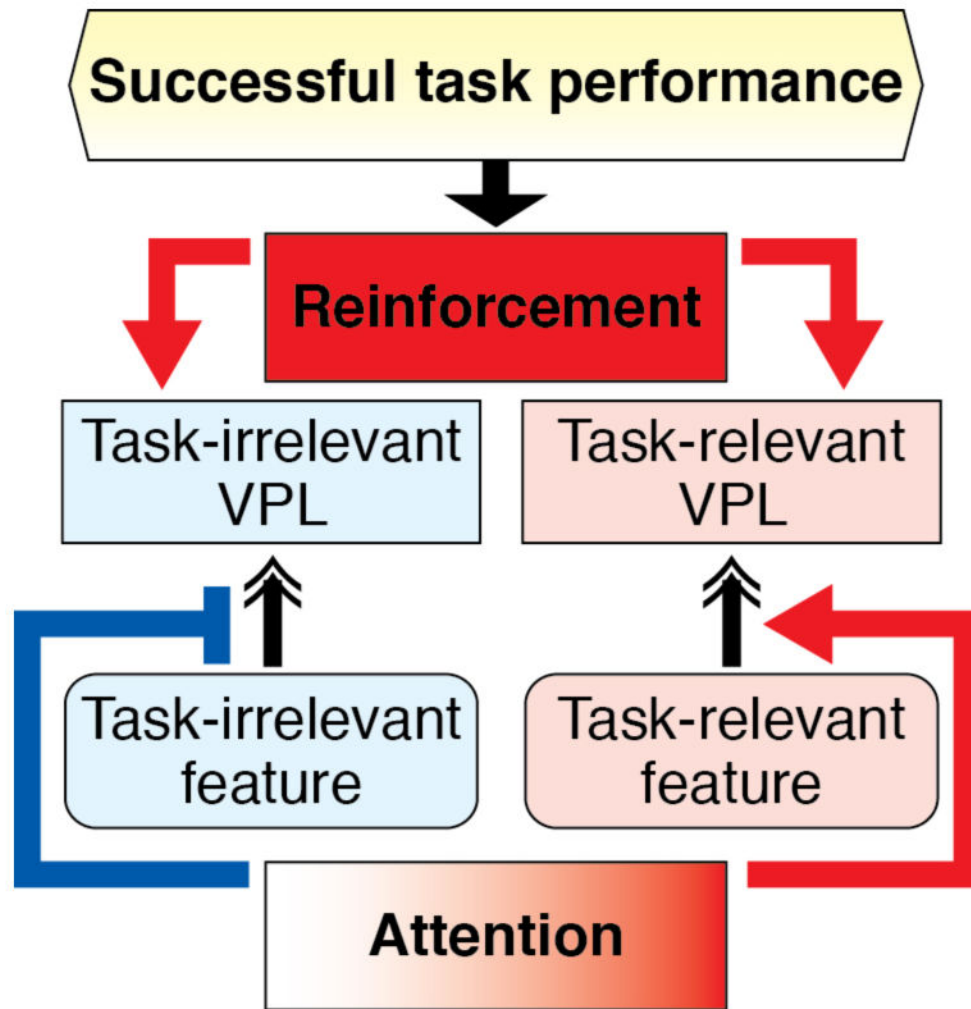 Successful task performance
Reinforcement
Task-irrelevant
VPL
Task-relevant
VPL
Task-irrelevant
feature
Task-relevant
feature
Attention